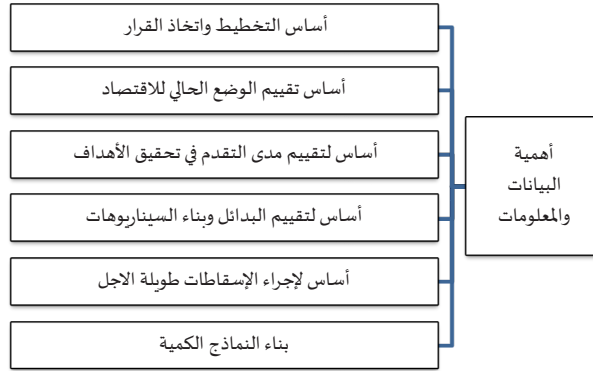 أهمية
البيانات
والمعلومات
أساس التخطيط واتخاذ القرار
أساس تقييم الوضع الحالي للاقتصاد
أساس لتقييم مدى التقدم في تحقيق الأهداف
أساس لتقييم البدائل وبناء السيناريوهات
أساس لإجراء الإسقاطات طويلة الاجل
بناء النماذج الكمية